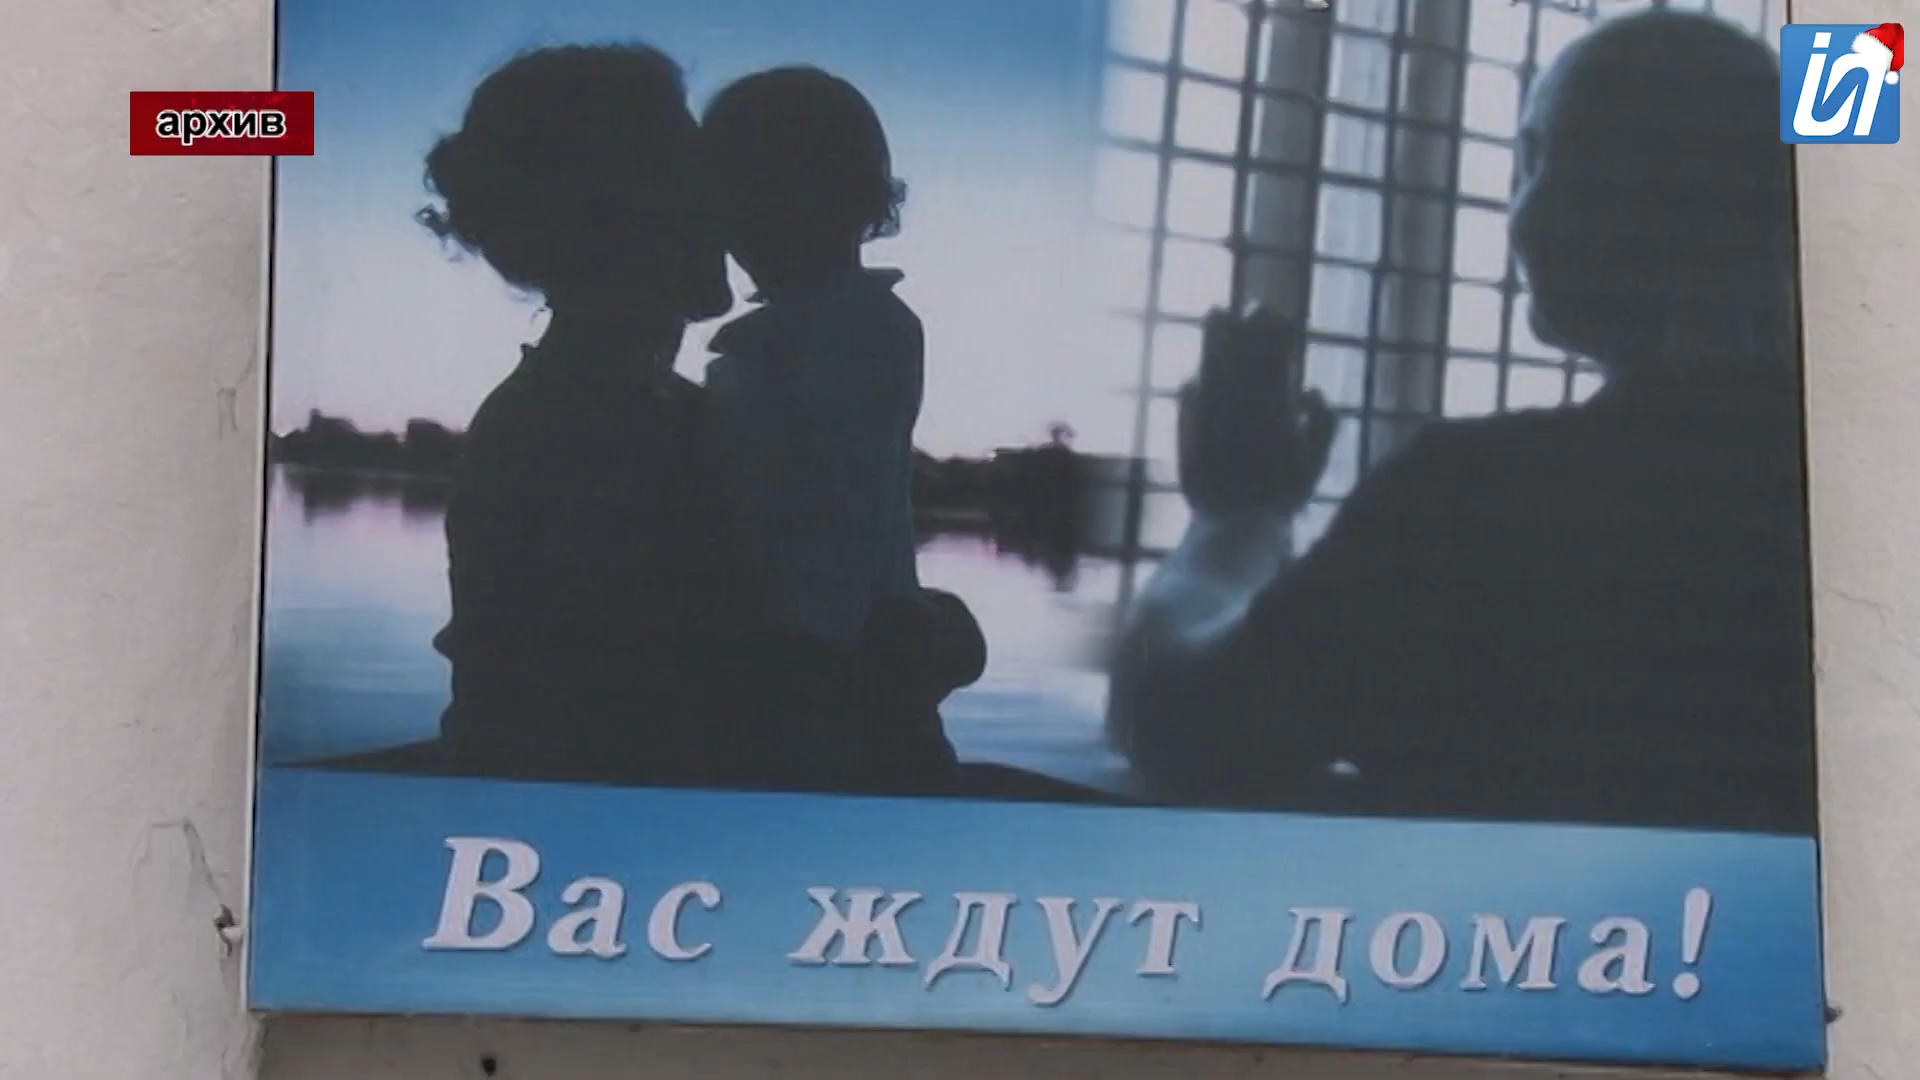 архив
Вас ждут дома!